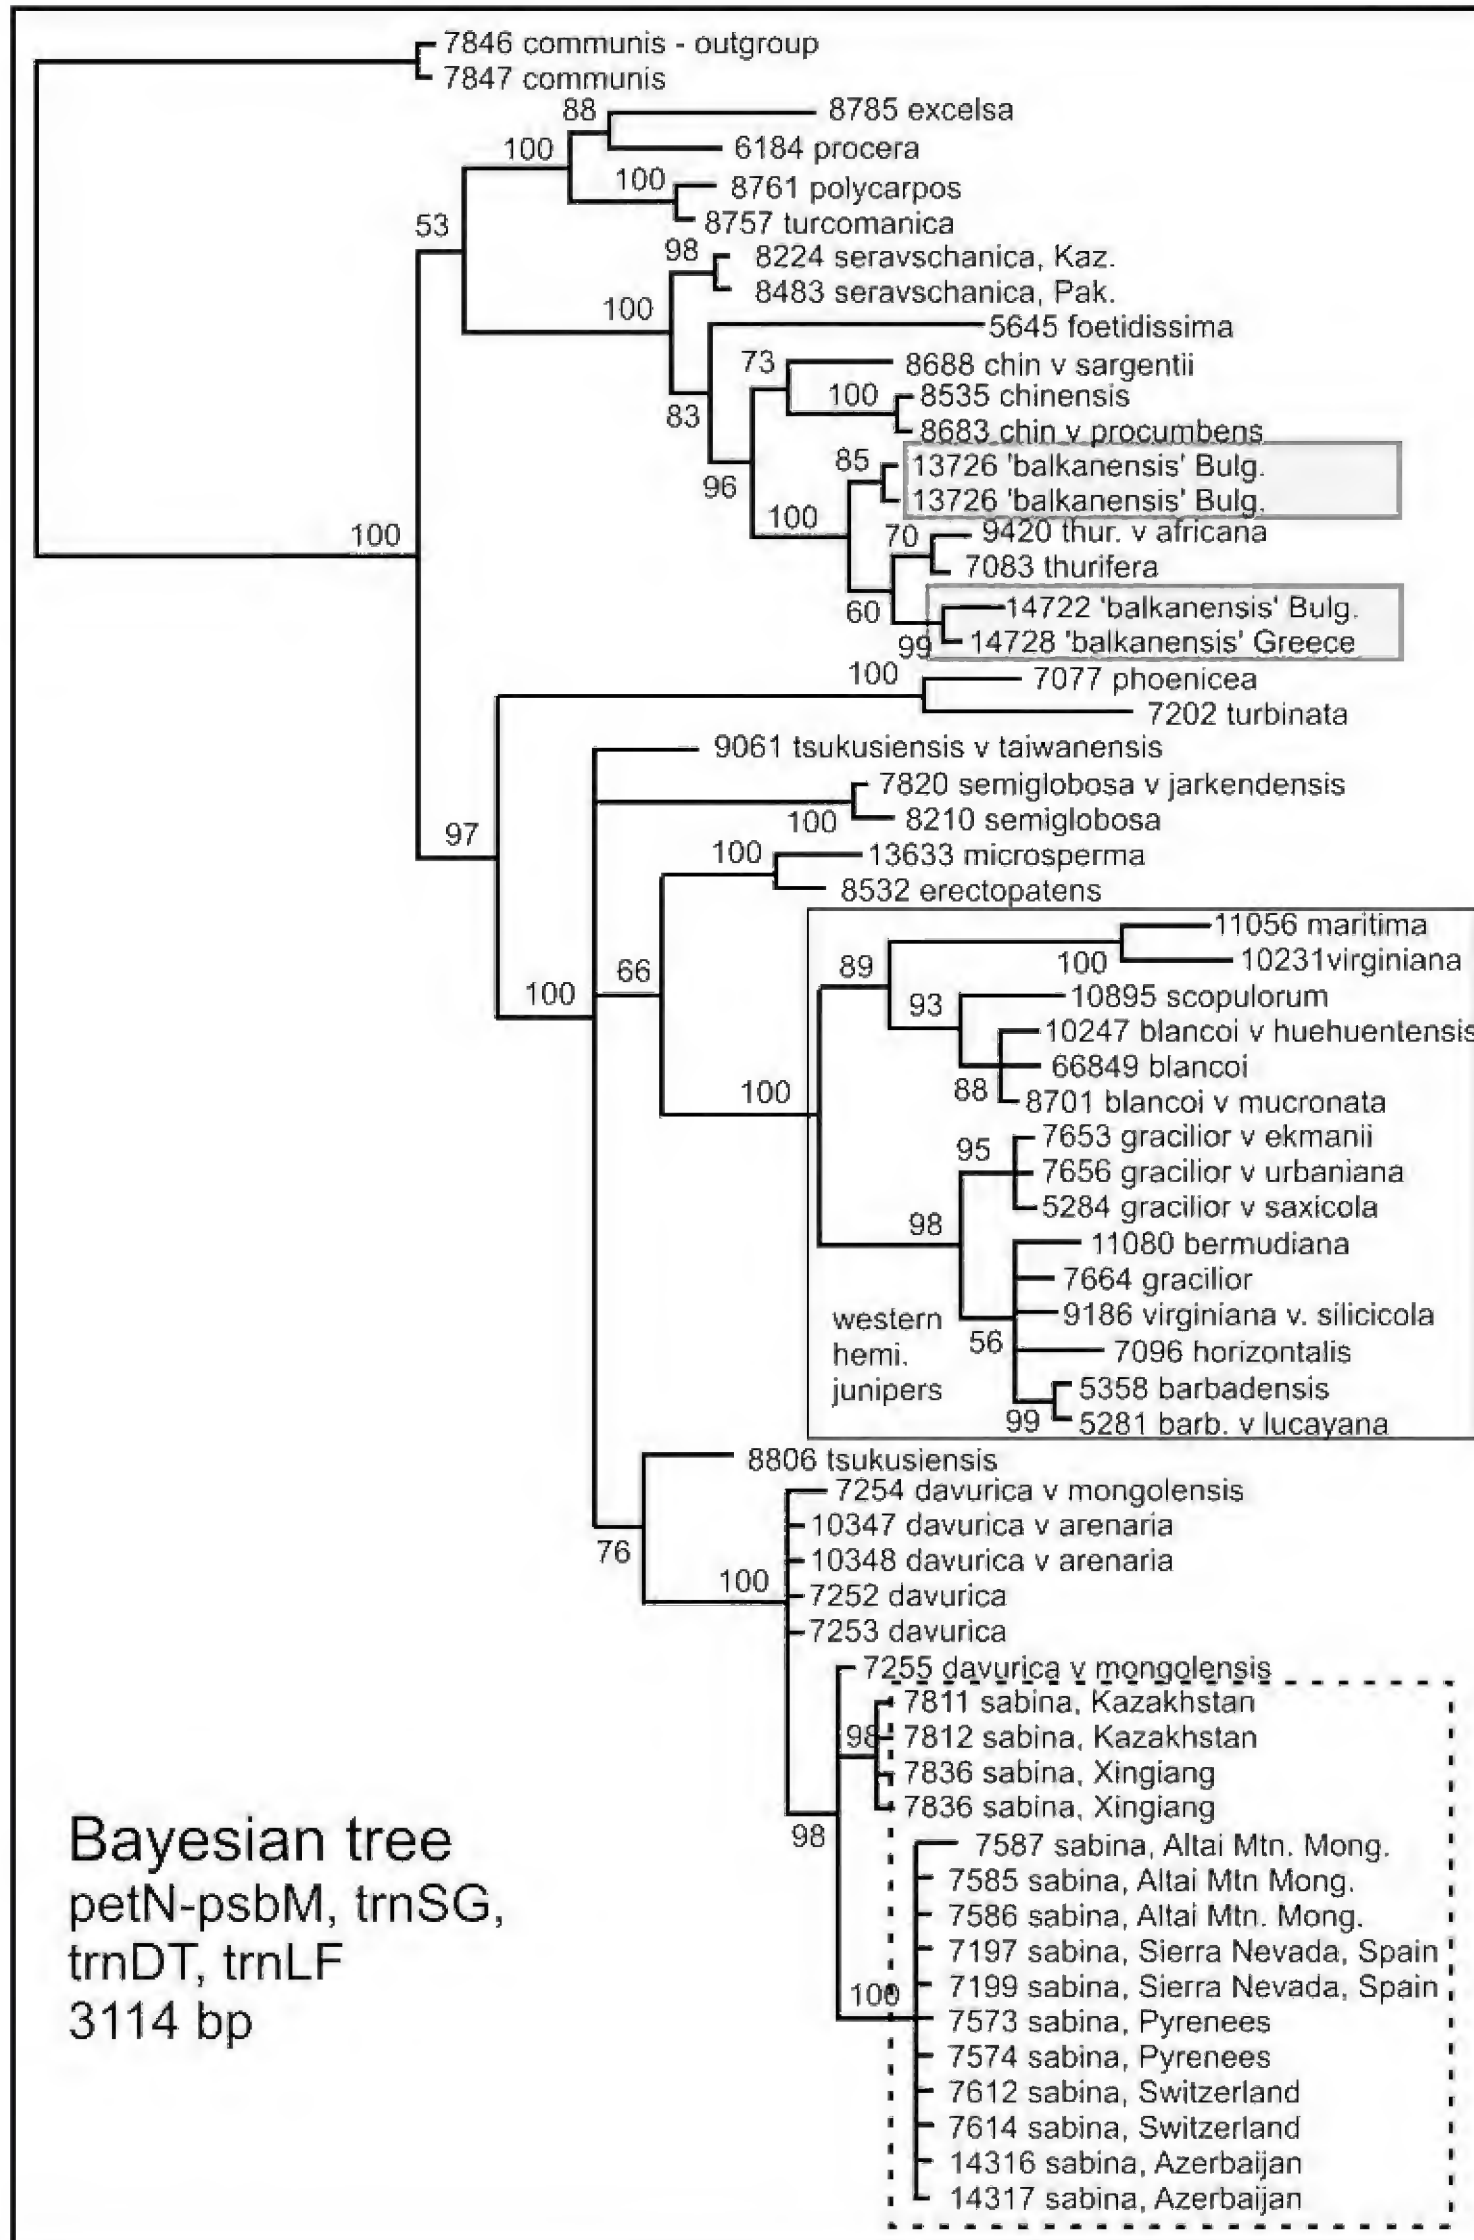 7846 communis - outgroup
7847 communis
88
8785 excelsa
100
6184 procera
100
8761 polycarpos
8757 turcomanica
53
98
8224 seravschanica, Kaz.
8483 seravschanica, Pak.
100
5645 foetidissima
73
8688 chin v sargentii
100
8535 chinensis
83
8683 chin v procumbens
85
13726 'balkanensis' Bulg.
96
13726 'balkanensis' Bulg.
100
100
70
9420 thur. v africana
7083 thurifera
60
14722 'balkanensis' Bulg.
99
14728 'balkanensis' Greece
100
7077 phoenicea
7202 turbinata
9061 tsukusiensis v taiwanensis
7820 semiglobosa v jarkendensis
100
8210 semiglobosa
97
100
13633 microsperma
8532 erectopatens
11056 maritima
89
100
10231virginiana
66
100
93
10895 scopulorum
10247 blancoi v huehuentensis
66849 blancoi
100
88
8701 blancoi v mucronata
95
7653 gracilior v ekmanii
7656 gracilior v urbaniana
5284 gracilior v saxicola
98
11080 bermudiana
7664 gracilior
9186 virginiana v. silicicola
western
hemi.
junipers
56
7096 horizontalis
5358 barbadensis
99
5281 barb. v lucayana
8806 tsukusiensis
7254 davurica v mongolensis
10347 davurica v arenaria
76
10348 davurica v arenaria
100
7252 davurica
7253 davurica
7255 davurica v mongolensis
7811 sabina, Kazakhstan
98
7812 sabina, Kazakhstan
7836 sabina, Xingiang
7836 sabina, Xingiang
98
7587 sabina, Altai Mtn. Mong.
7585 sabina, Altai Mtn Mong.
7586 sabina, Altai Mtn. Mong.
7197 sabina, Sierra Nevada, Spain
100
7199 sabina, Sierra Nevada, Spain
7573 sabina, Pyrenees
7574 sabina, Pyrenees
7612 sabina, Switzerland
7614 sabina, Switzerland
14316 sabina, Azerbaijan
14317 sabina, Azerbaijan
Bayesian tree
petN-psbM, trnSG,
trnDT, trnLF
3114 bp